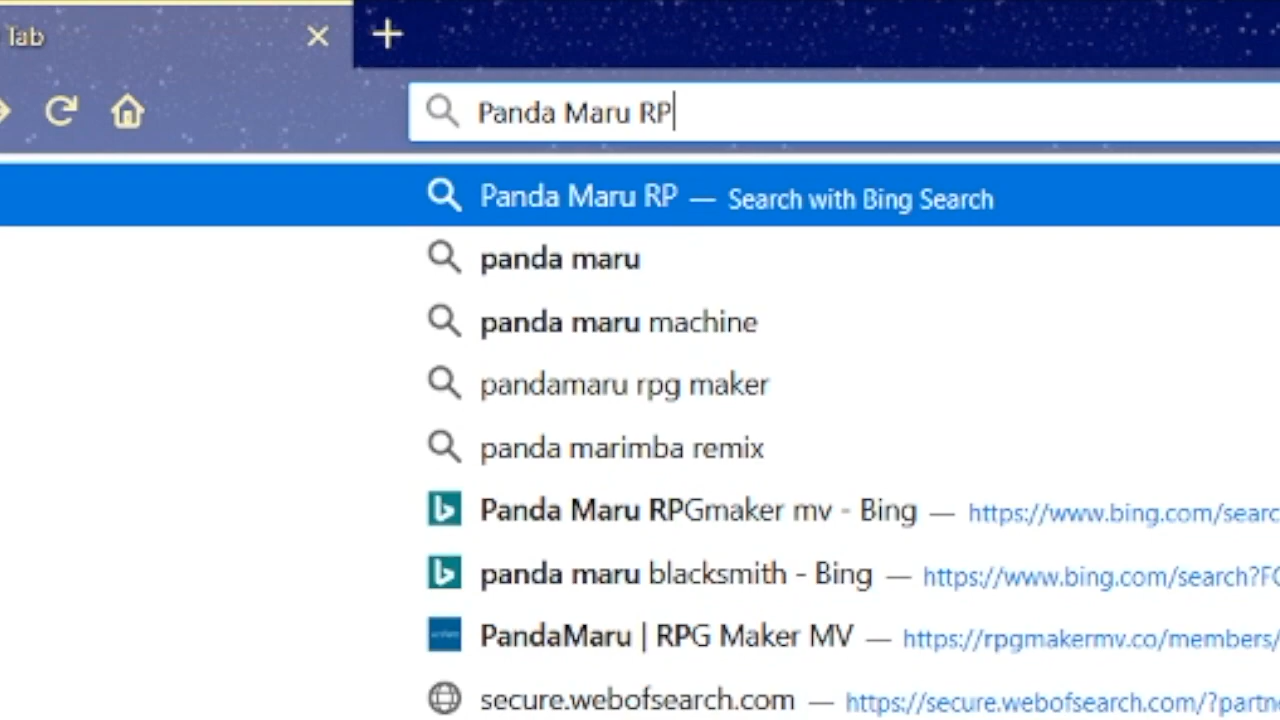 Tab
Panda Maru RP
Panda Maru RP — Search with Bing Search
panda maru
panda maru machine
pandamaru rpg maker
panda marimba remix
Panda Maru RPGmaker mv - Bing — https://www.bing.com/searc
panda maru blacksmith - Bing — https://www.bing.com/search?FO
PandaMaru | RPG Maker MV — https://rpgmakermv.co/members/
secure.webofsearch.com — https://secure.webofsearch.com/?partn